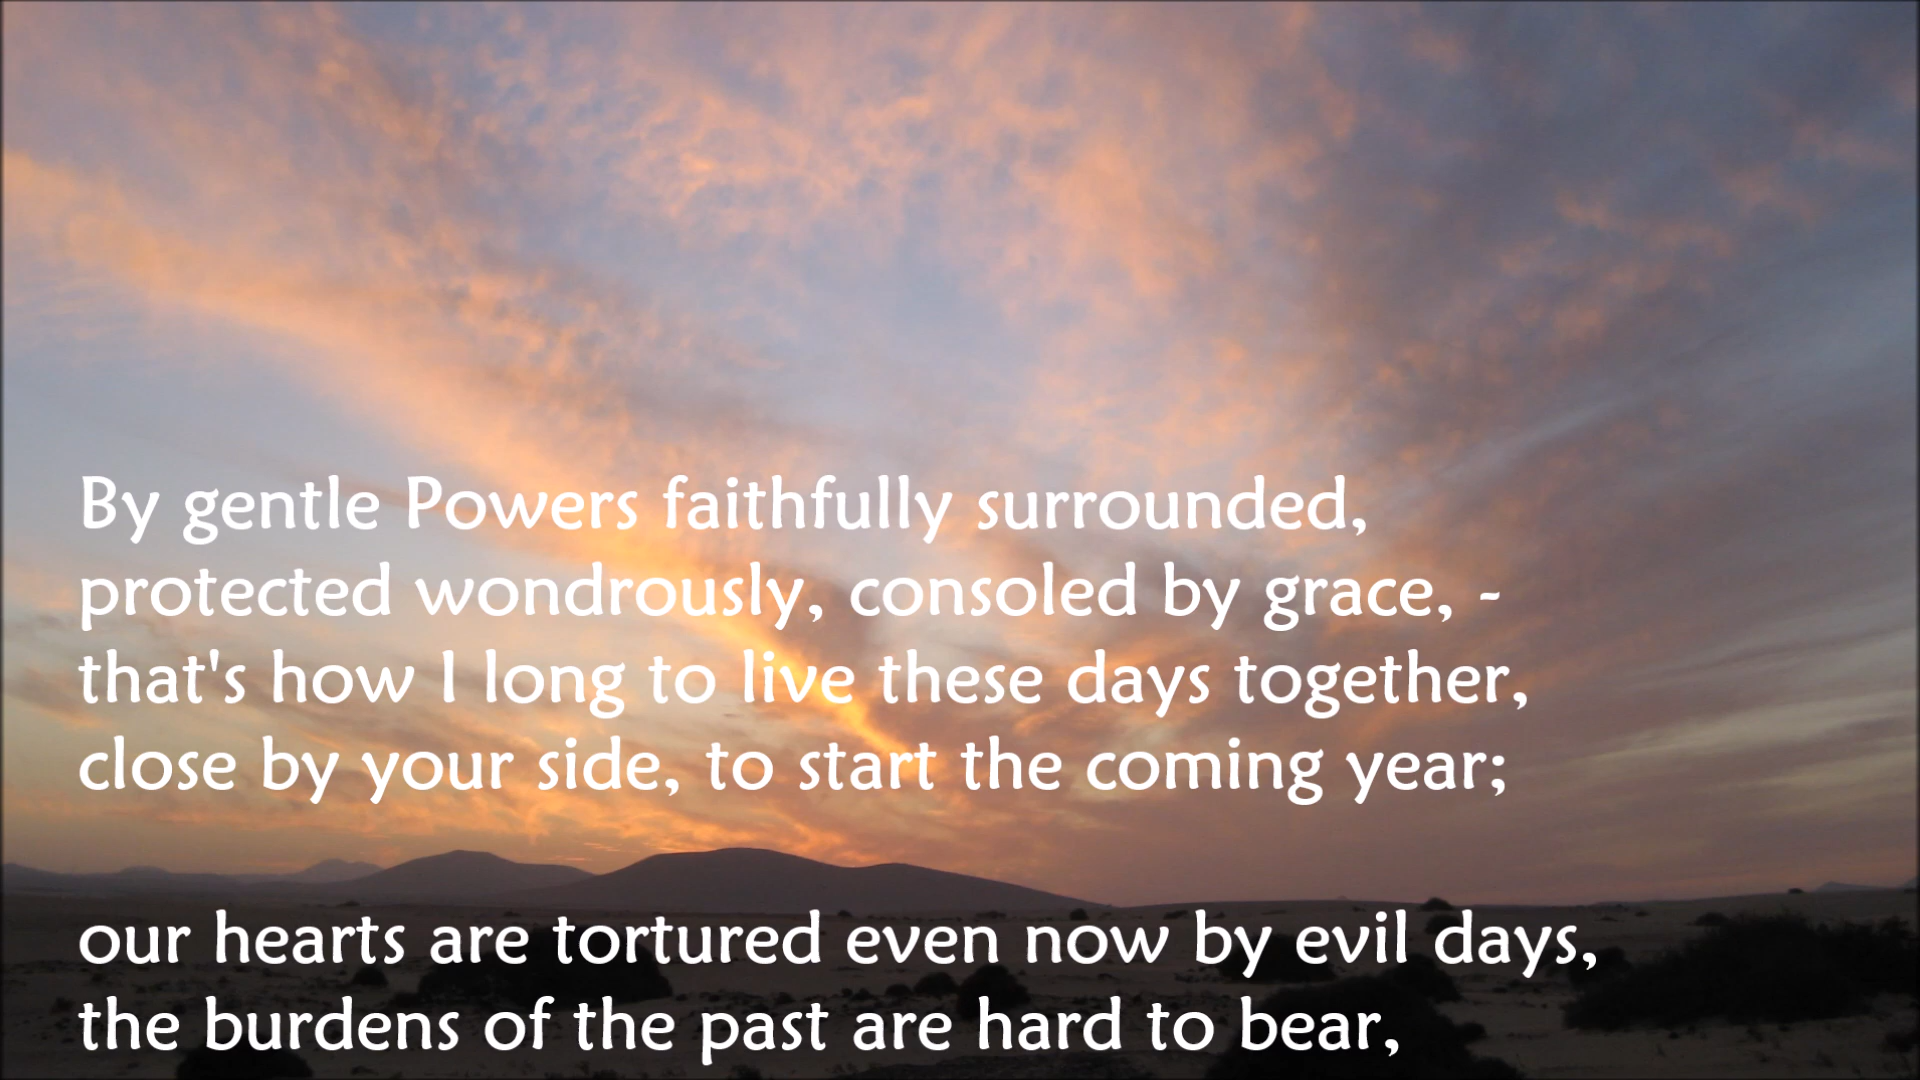 By gentle Powers faithfully surrounded,
protected wondrously, consoled by grace, -
that's how I long to live these days together,
close by your side, to start the coming year;
our hearts are tortured even now by evil days,
the burdens of the past are hard to bear,